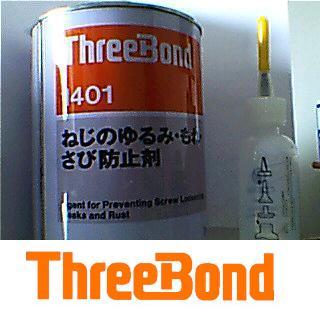 ThreeBond
1401
ねじのゆるみ・もれ
さび防止剤
Agent for Preventing Screw
Leaks and Rust
ThreeBond